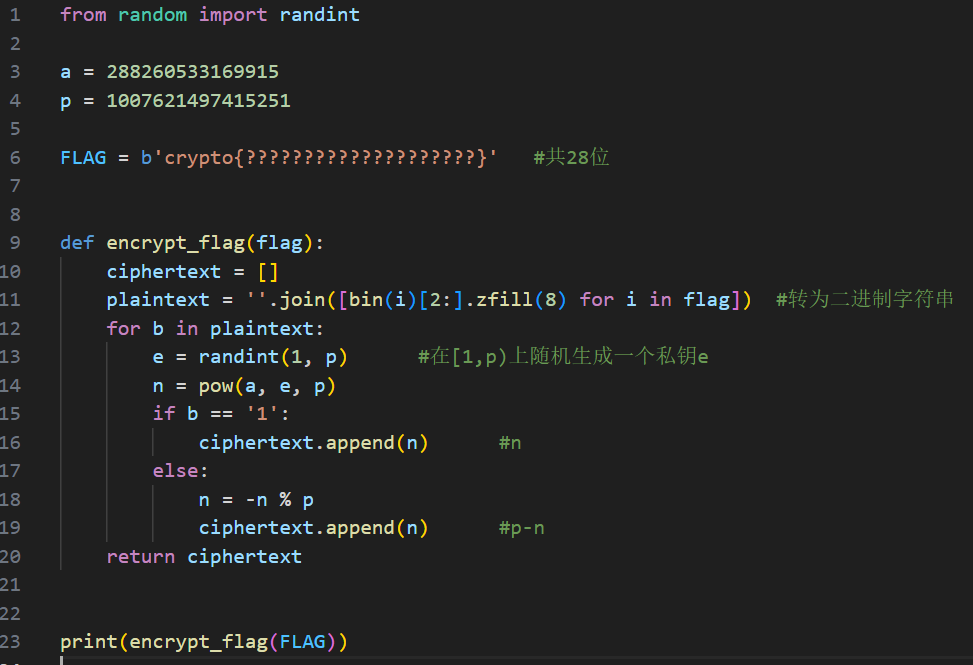 1 from random import randint
2
3 a = 288260533169915
4 p = 1007621497415251
5
6 FLAG = b'crypto{????????????????????}' #共28位
7
8
9 def encrypt_flag(flag):
10 ciphertext = []
11 plaintext = ''.join([bin(i)[2:].zfill(8) for i in flag]) #转为二进制字符串
12 for b in plaintext:
13 e = randint(1, p) #在[1,p)上随机生成一个私钥e
14 n = pow(a, e, p)
15 if b == '1':
16 ciphertext.append(n) #n
17 else:
18 n = -n % p
19 ciphertext.append(n) #p-n
20 return ciphertext
21
22
23 print(encrypt_flag(FLAG))